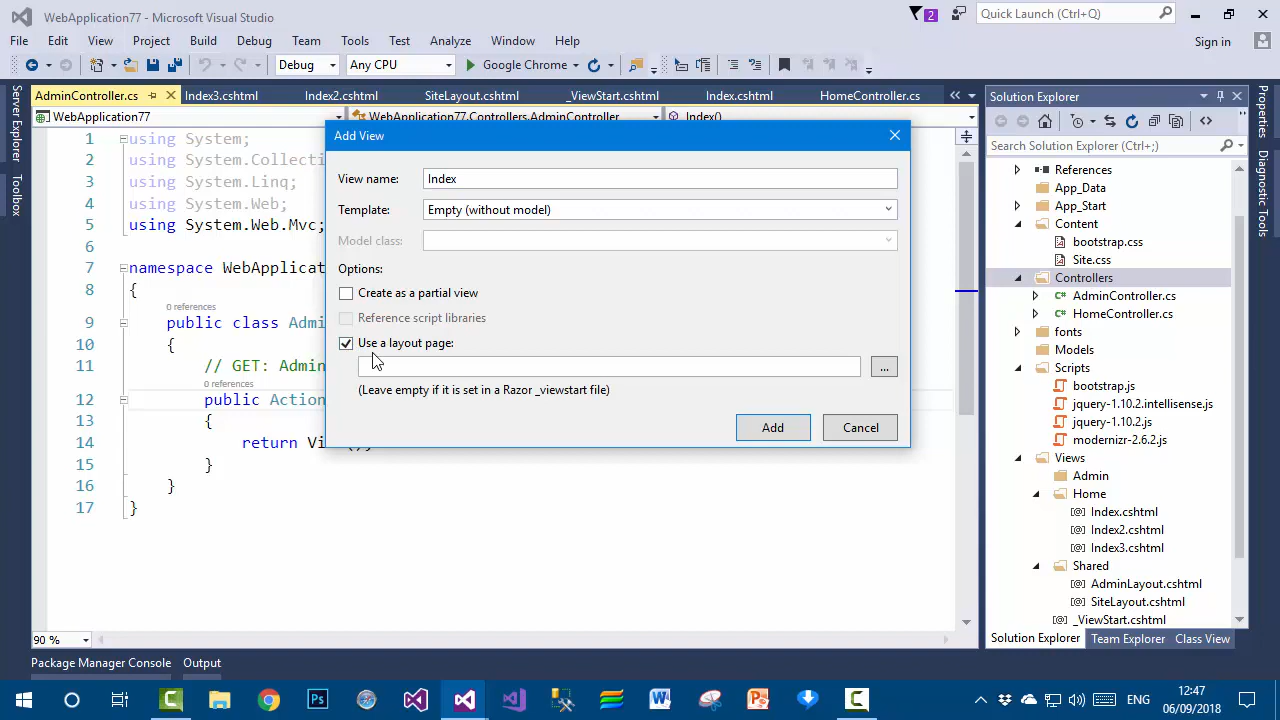 WebApplication77 - Microsoft Visual Studio
2
Quick Launch (Ctrl+Q)
File Edit View Project Build Debug Team Tools Test Analyze Window Help
Sign in
Debug Any CPU Google Chrome
Server Explorer
Toolbox
AdminController.cs Index3.cshtml Index2.cshtml SiteLayout.cshtml _ViewStart.cshtml Index.cshtml HomeController.cs
WebApplication77 WebApplication77.Controllers.AdminController Index()
1 using System;
2 using System.Collecti
3 using System.Linq;
4 using System.Web;
5 using System.Web.Mvc;
6
7 namespace WebApplicat
8 {
0 references
9 public class Admi
10 {
11 // GET: Admin
0 references
12 public Action
13 {
14 return Vi
15 }
16 }
17 }
90 %
Add View
View name: Index
Template: Empty (without model)
Model class:
Options:
Create as a partial view
Reference script libraries
Use a layout page:
...
(Leave empty if it is set in a Razor _viewstart file)
Add Cancel
Solution Explorer
Search Solution Explorer (Ctrl+;)
References
App_Data
App_Start
Content
bootstrap.css
Site.css
Controllers
AdminController.cs
HomeController.cs
fonts
Models
Scripts
bootstrap.js
jquery-1.10.2.intellisense.js
jquery-1.10.2.js
modernizr-2.6.2.js
Views
Admin
Home
Index.cshtml
Index2.cshtml
Index3.cshtml
Shared
AdminLayout.cshtml
SiteLayout.cshtml
_ViewStart.cshtml
Solution Explorer Team Explorer Class View
Properties
Diagnostic Tools
Package Manager Console Output
ENG
12:47
06/09/2018